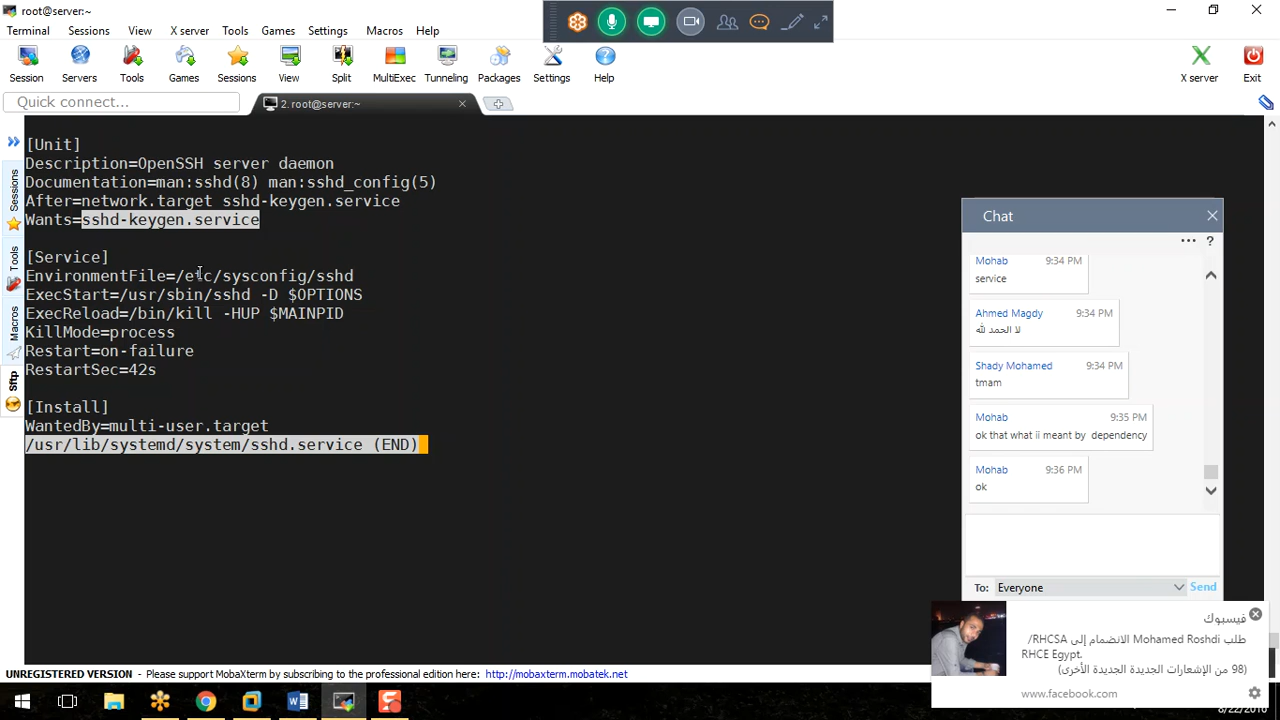 root@server:~
Terminal Sessions View X server Tools Games Settings Macros Help
Session Servers Tools Games Sessions View Split MultiExec Tunneling Packages Settings Help X server Exit
Quick connect...
2. root@server:~
Sessions
Tools
Macros
Sftp
[Unit]
Description=OpenSSH server daemon
Documentation=man:sshd(8) man:sshd_config(5)
After=network.target sshd-keygen.service
Wants=sshd-keygen.service
[Service]
EnvironmentFile=/etc/sysconfig/sshd
ExecStart=/usr/sbin/sshd -D $OPTIONS
ExecReload=/bin/kill -HUP $MAINPID
KillMode=process
Restart=on-failure
RestartSec=42s
[Install]
WantedBy=multi-user.target
/usr/lib/systemd/system/sshd.service (END)
Chat
Mohab 9:34 PM
service
Ahmed Magdy 9:34 PM
لا الحمد لله
Shady Mohamed 9:34 PM
tmam
Mohab 9:35 PM
ok that what ii meant by dependency
Mohab 9:36 PM
ok
To: Everyone Send
فيسبوك
طلب Mohamed Roshdi الانضمام إلى RHCSA/
RHCE Egypt.
(98 من الإشعارات الجديدة الجديدة الأخرى)
www.facebook.com
UNREGISTERED VERSION - Please support MobaXterm by subscribing to the professional edition here: http://mobaxterm.mobatek.net